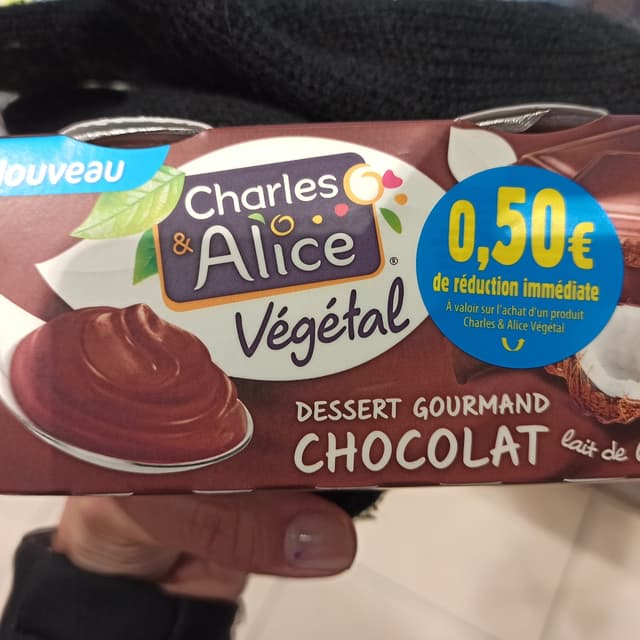 Nouveau
Charles
& Alice
®
Végétal
0,50€
de réduction immédiate
À valoir sur l'achat d'un produit
Charles & Alice Végétal
DESSERT GOURMAND
CHOCOLAT lait de